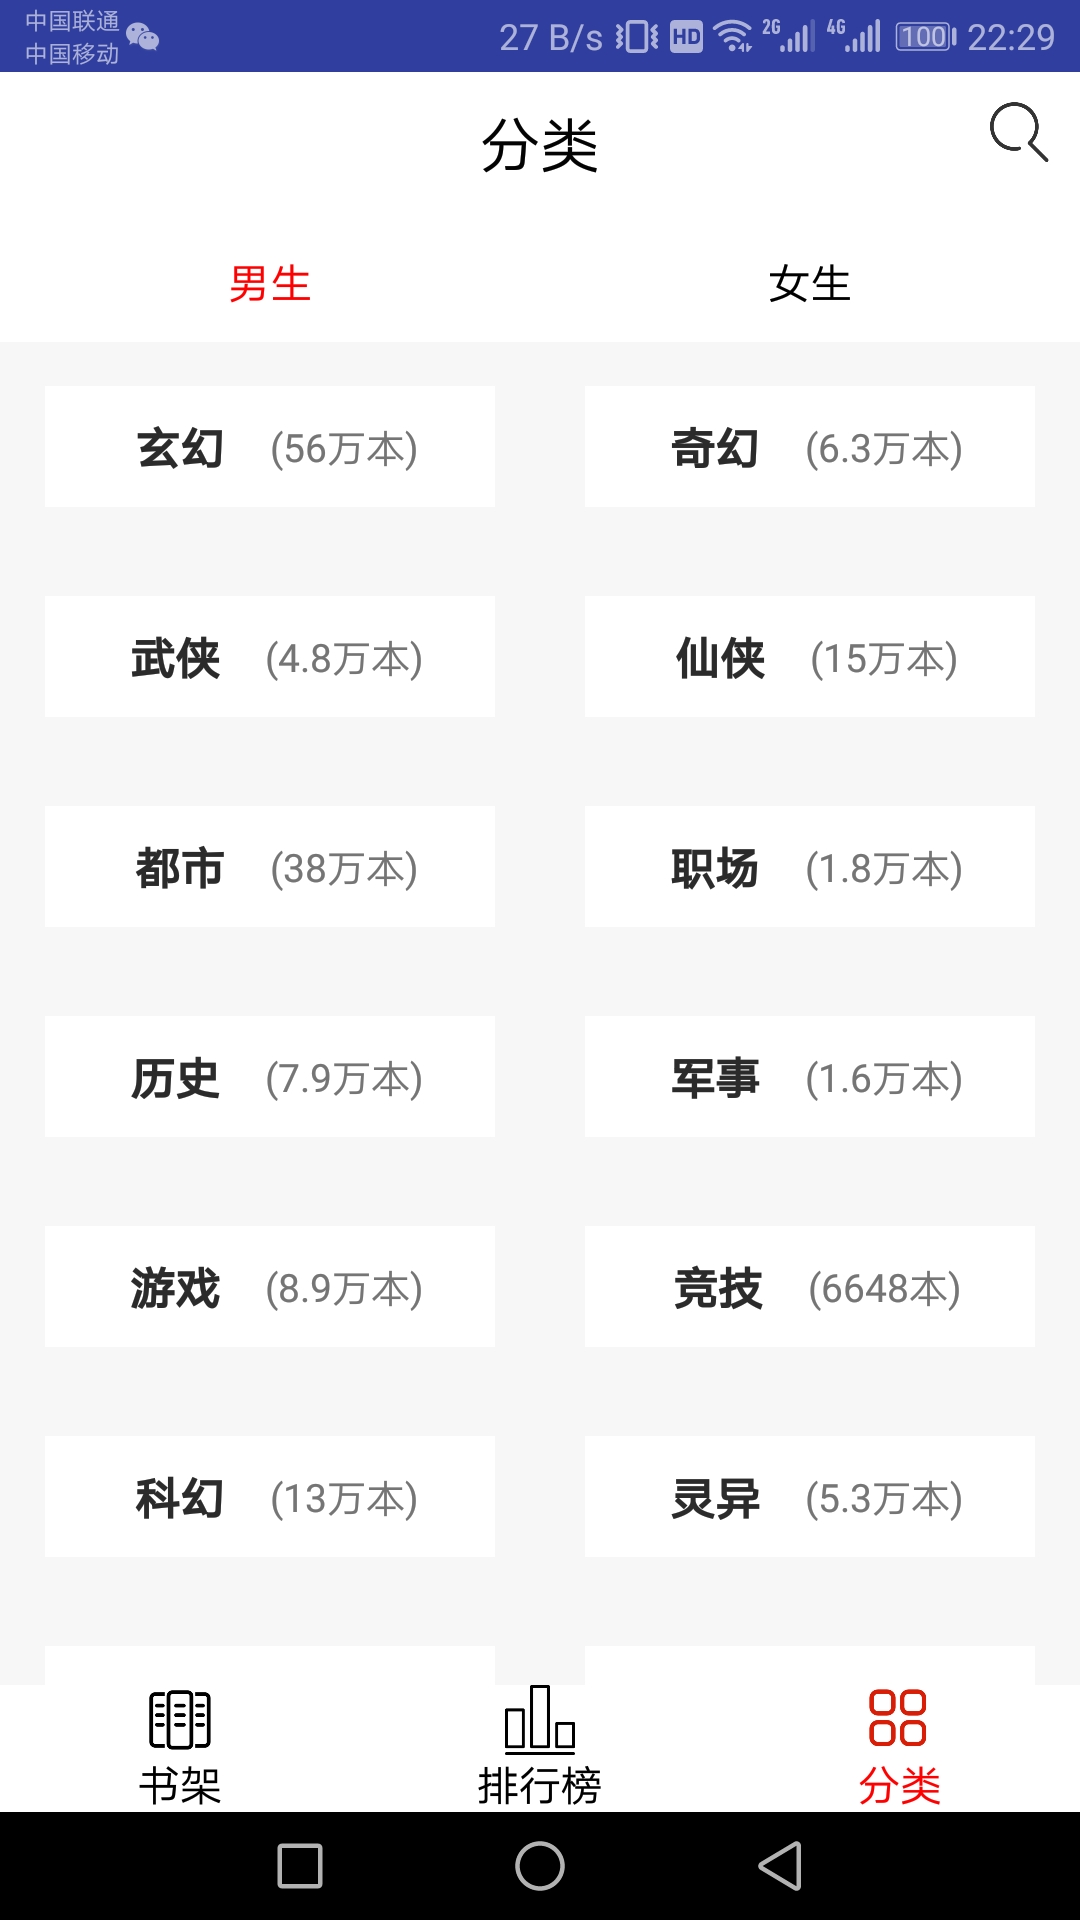 中国联通
中国移动
27 B/s HD 2G 4G 100 22:29
分类
男生 女生
玄幻 (56万本) 奇幻 (6.3万本)
武侠 (4.8万本) 仙侠 (15万本)
都市 (38万本) 职场 (1.8万本)
历史 (7.9万本) 军事 (1.6万本)
游戏 (8.9万本) 竞技 (6648本)
科幻 (13万本) 灵异 (5.3万本)
书架 排行榜 分类